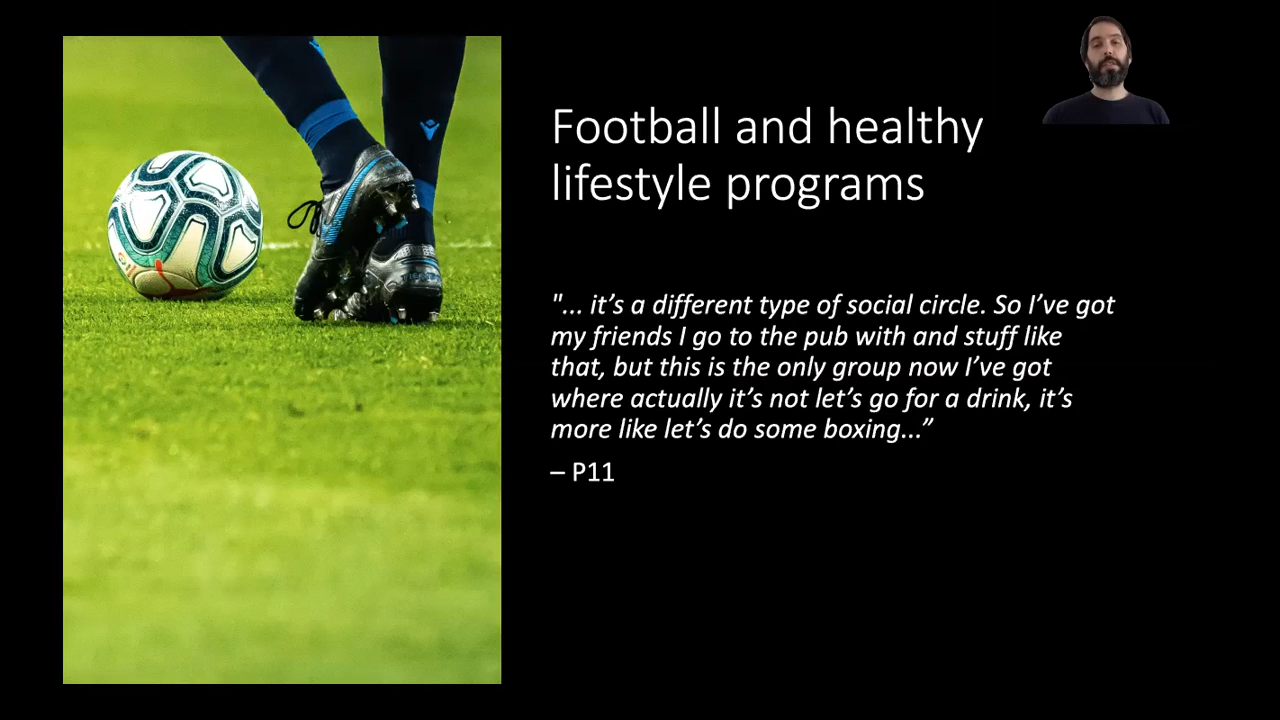 Football and healthy
lifestyle programs
"... it’s a different type of social circle. So I’ve got
my friends I go to the pub with and stuff like
that, but this is the only group now I’ve got
where actually it’s not let’s go for a drink, it’s
more like let’s do some boxing...”
– P11